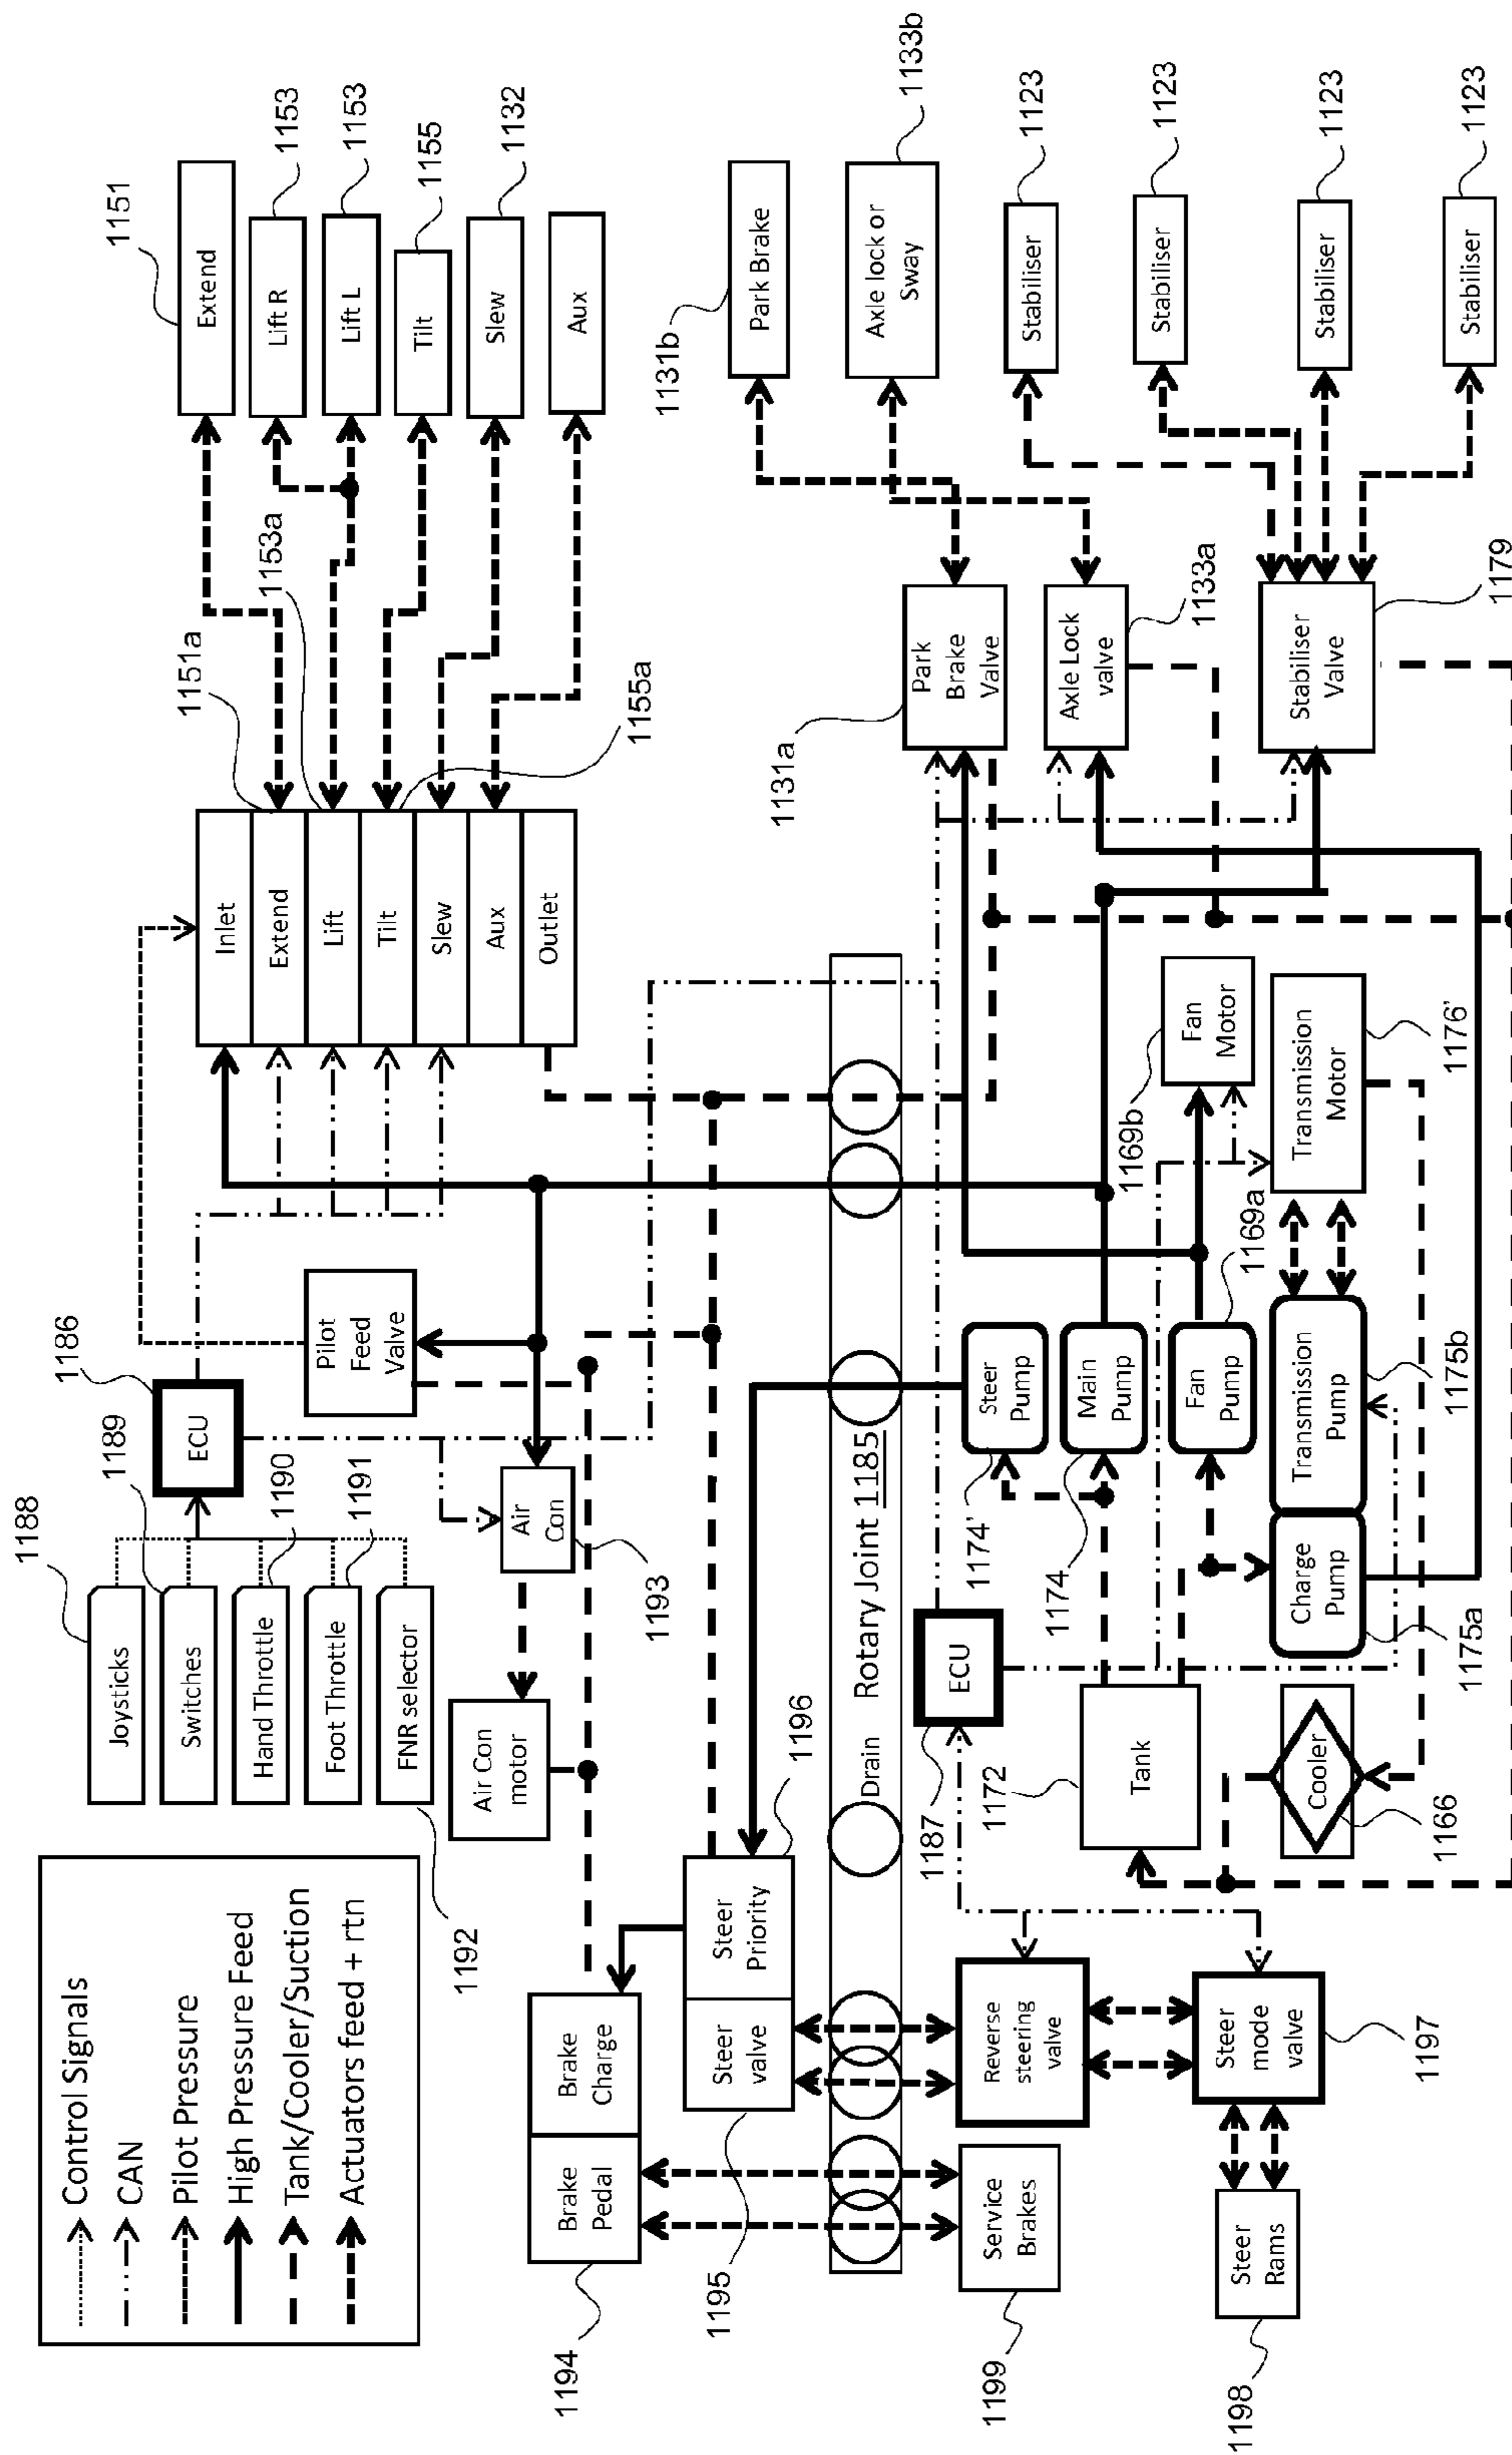 Control Signals
CAN
Pilot Pressure
High Pressure Feed
Tank/Cooler/Suction
Actuators feed + rtn
1188
Joysticks
1189
Switches
Hand Throttle
1190
Foot Throttle
1191
FNR selector
1192
1186
ECU
Pilot
Feed
Valve
Air
Con
1193
Air Con
motor
1151a
1153a
1155a
Inlet
Extend
Lift
Tilt
Slew
Aux
Outlet
1151
Extend
Lift R
1153
Lift L
1153
Tilt
1155
Slew
1132
Aux
1194
Brake
Pedal
Brake
Charge
1195
Steer
valve
Steer
Priority
1196
Drain
Rotary Joint 1185
1199
Service
Brakes
Reverse
steering
valve
1187
ECU
1174'
Steer
Pump
1174
Main
Pump
Fan
Pump
1169a
1169b
Fan
Motor
1198
Steer
Rams
Steer
mode
valve
1197
1172
Tank
Cooler
1166
Charge
Pump
1175a
Transmission
Pump
1175b
Transmission
Motor
1176'
1131a
Park
Brake
Valve
Axle Lock
valve
1133a
Stabiliser
Valve
1179
1131b
Park Brake
Axle lock or
Sway
1133b
Stabiliser
1123
Stabiliser
1123
Stabiliser
1123
Stabiliser
1123